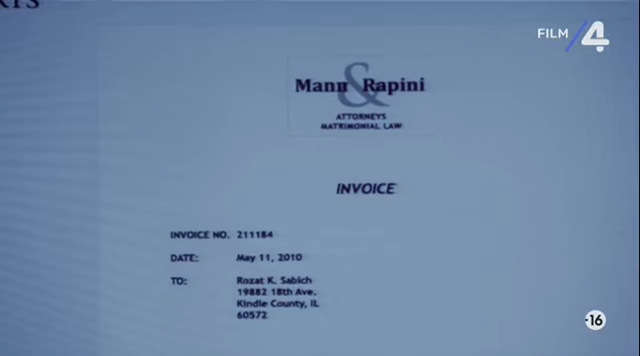 FILM/4
Mann & Rapini
ATTORNEYS
MATRIMONIAL LAW
INVOICE
INVOICE NO. 211184
DATE: May 11, 2010
TO: Rozat K. Sabich
19882 18th Ave.
Kindle County, IL
60572
-16